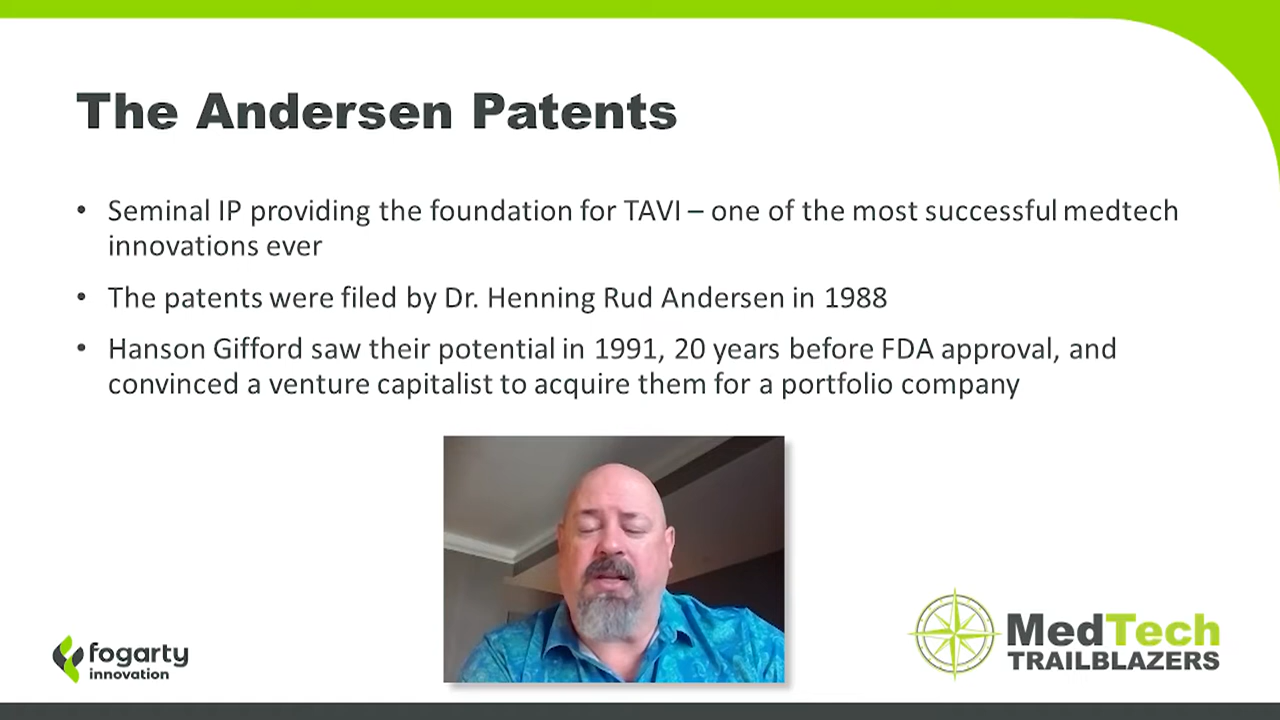 The Andersen Patents
• Seminal IP providing the foundation for TAVI – one of the most successful medtech
innovations ever
• The patents were filed by Dr. Henning Rud Andersen in 1988
• Hanson Gifford saw their potential in 1991, 20 years before FDA approval, and
convinced a venture capitalist to acquire them for a portfolio company
fogarty
innovation
MedTech
TRAILBLAZERS